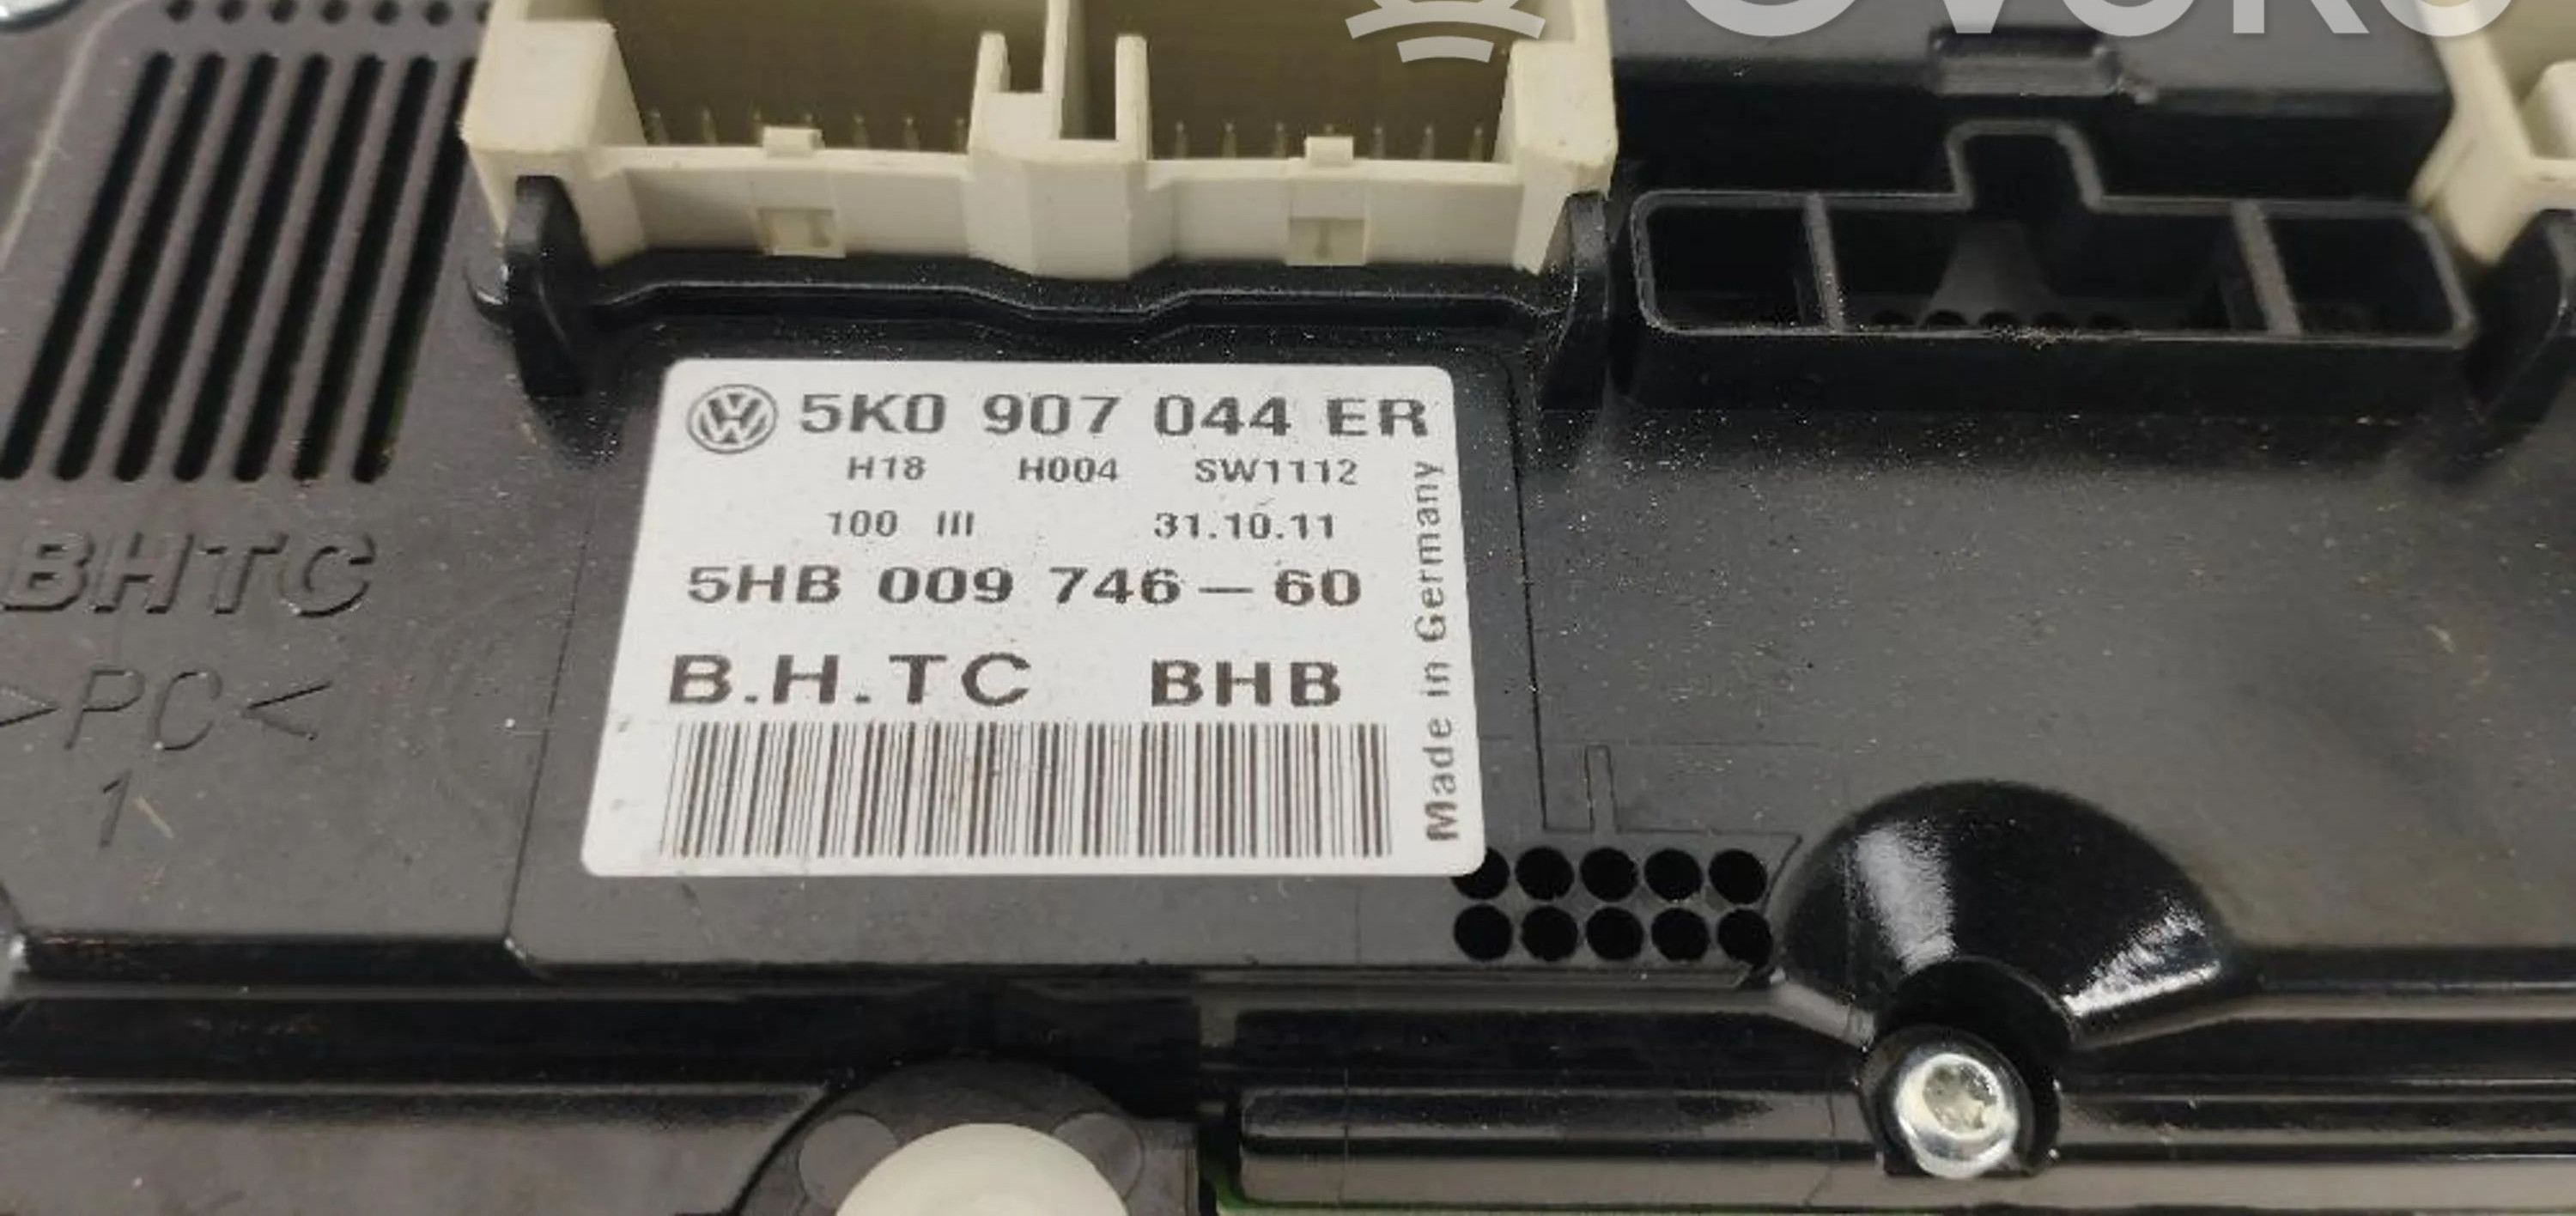 5K0 907 044 ER
H18 H004 SW1112
100 III 31.10.11
5HB 009 746-60
B.H.TC BHB
Made in Germany
BHTC
>PC<
1